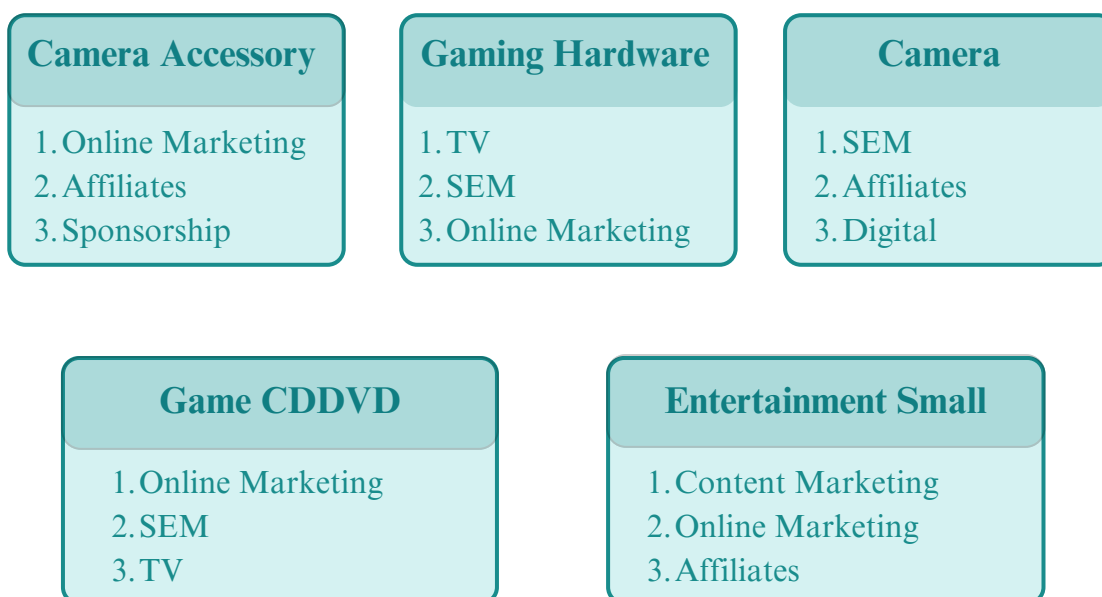 Camera Accessory
1. Online Marketing
2. Affiliates
3. Sponsorship
Gaming Hardware
1. TV
2. SEM
3. Online Marketing
Camera
1. SEM
2. Affiliates
3. Digital
Game CDDVD
1. Online Marketing
2. SEM
3. TV
Entertainment Small
1. Content Marketing
2. Online Marketing
3. Affiliates